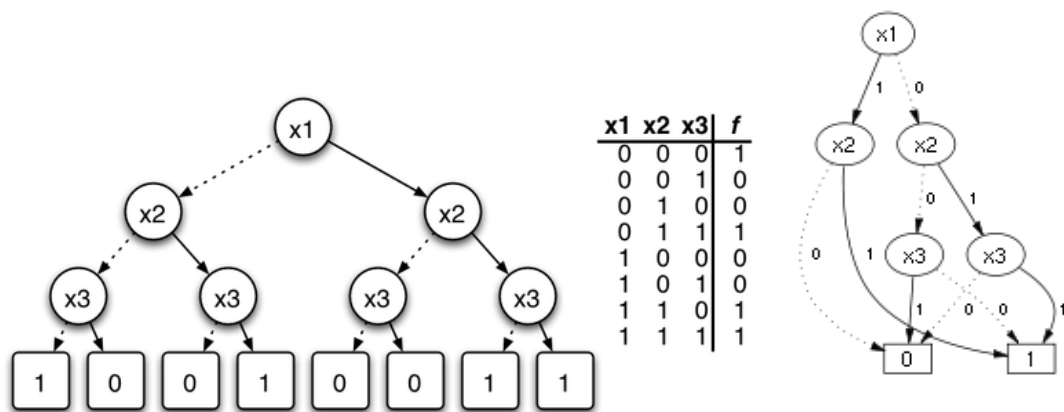 x1
x2 x2
x3 x3 x3 x3
1 0 0 1 0 0 1 1
x1 x2 x3 f
0 0 0 1
0 0 1 0
0 1 0 0
0 1 1 1
1 0 0 0
1 0 1 0
1 1 0 1
1 1 1 1
x1
1 0
x2 x2
0 1
0 1 x3 x3
1 0 0 1
0 1